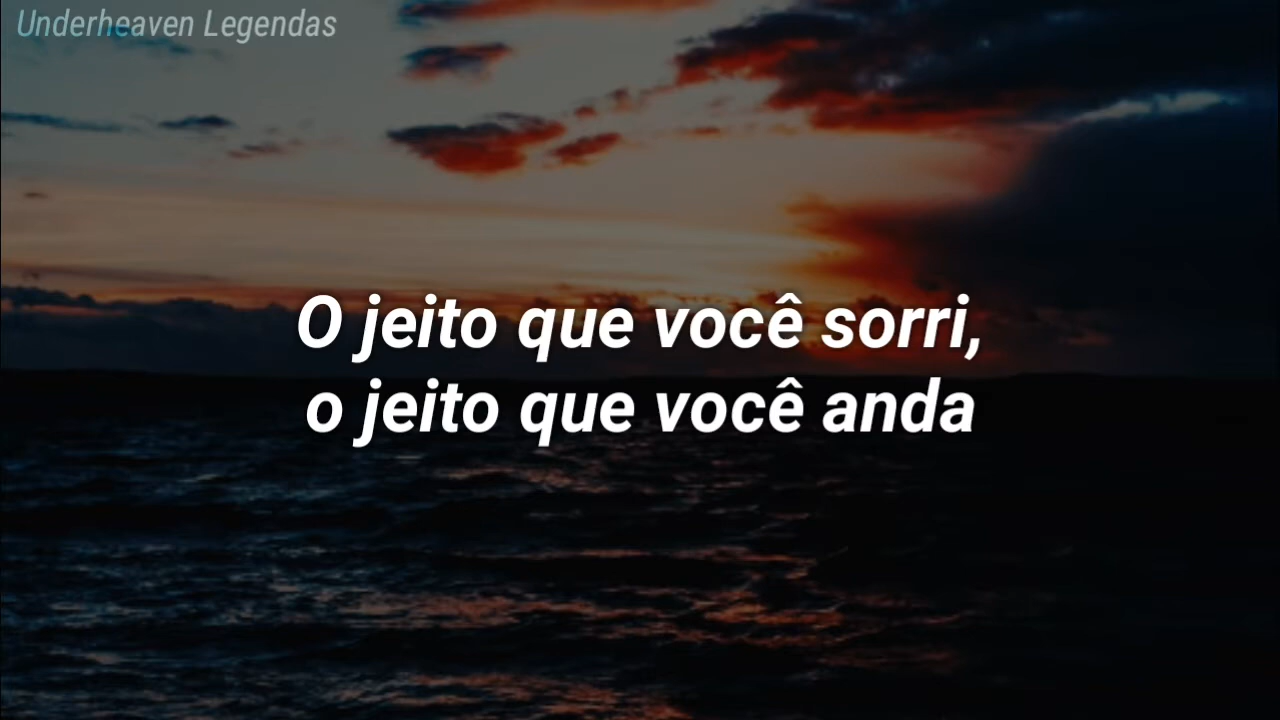 Underheaven Legendas
O jeito que você sorri,
o jeito que você anda